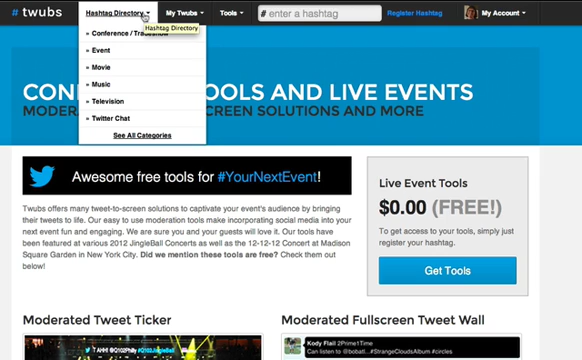 # twubs
Hashtag Directory
My Twubs
Tools
# enter a hashtag
Register Hashtag
My Account
Hashtag Directory
» Conference / Tradeshow
» Event
» Movie
» Music
» Television
» Twitter Chat
See All Categories
OOLS AND LIVE EVENTS
CREEN SOLUTIONS AND MORE
Awesome free tools for #YourNextEvent!
Twubs offers many tweet-to-screen solutions to captivate your event's audience by bringing
their tweets to life. Our easy to use moderation tools make incorporating social media into your
next event fun and engaging. We are sure you and your guests will love it. Our tools have
been featured at various 2012 JingleBall Concerts as well as the 12-12-12 Concert at Madison
Square Garden in New York City. Did we mention these tools are free? Check them out
below!
Live Event Tools
$0.00 (FREE!)
To get access to your tools, simply just
register your hashtag.
Get Tools
Moderated Tweet Ticker
Moderated Fullscreen Tweet Wall
Kody Flail 2Prime1Time
Can listen to @bobatl... #StrangeCloudsAlbum #circles